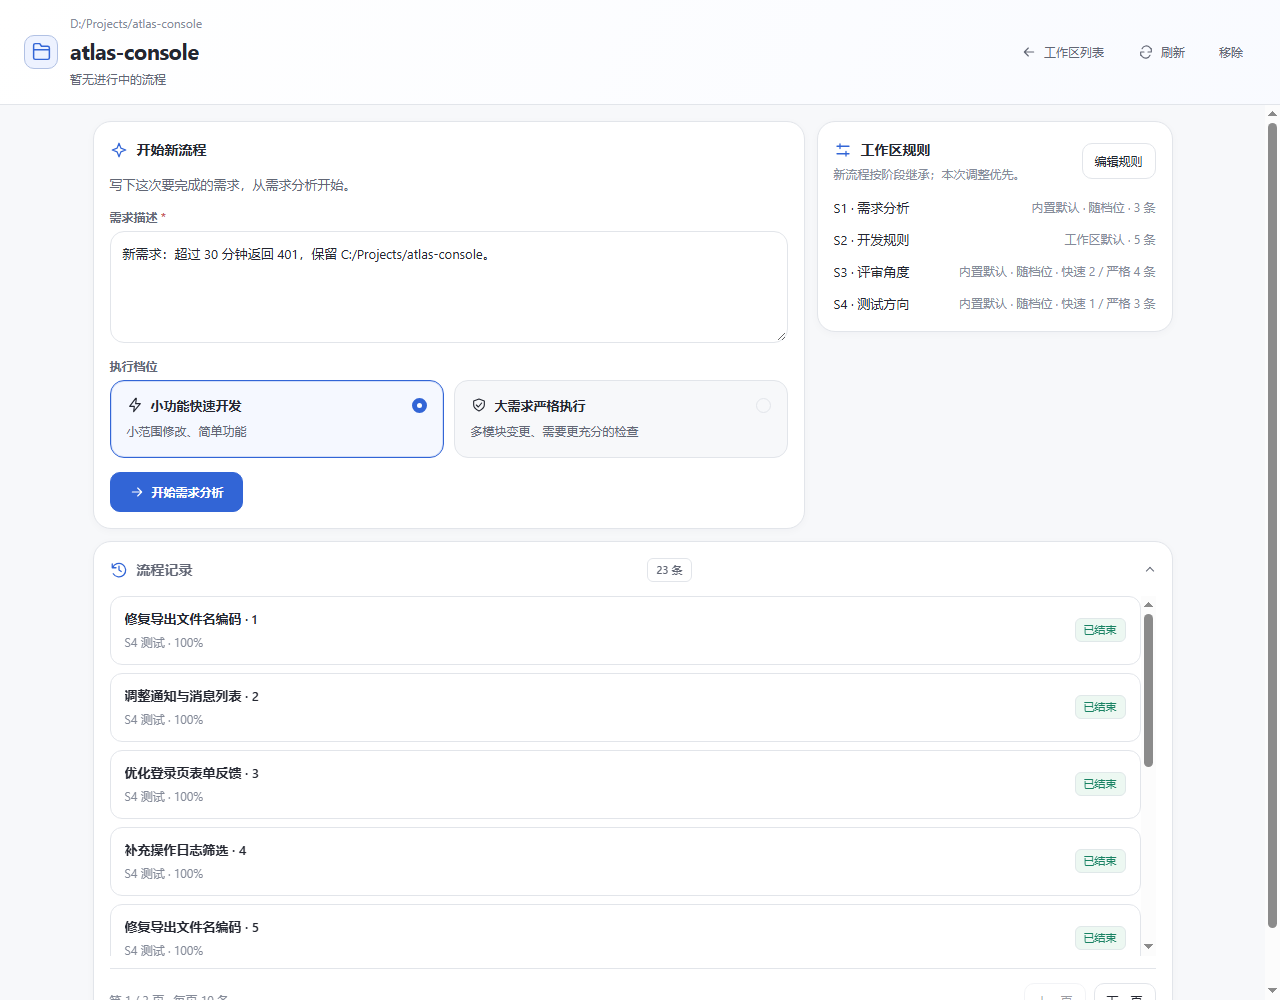 D:/Projects/atlas-console
atlas-console
暂无进行中的流程
工作区列表
刷新
移除
开始新流程
写下这次要完成的需求，从需求分析开始。
需求描述 *
新需求：超过 30 分钟返回 401，保留 C:/Projects/atlas-console。
执行档位
小功能快速开发
小范围修改、简单功能
大需求严格执行
多模块变更、需要更充分的检查
开始需求分析
工作区规则
新流程按阶段继承；本次调整优先。
编辑规则
S1 · 需求分析 内置默认 · 随档位 · 3 条
S2 · 开发规则 工作区默认 · 5 条
S3 · 评审角度 内置默认 · 随档位 · 快速 2 / 严格 4 条
S4 · 测试方向 内置默认 · 随档位 · 快速 1 / 严格 3 条
流程记录
23 条
修复导出文件名编码 · 1
S4 测试 · 100%
已结束
调整通知与消息列表 · 2
S4 测试 · 100%
已结束
优化登录页表单反馈 · 3
S4 测试 · 100%
已结束
补充操作日志筛选 · 4
S4 测试 · 100%
已结束
修复导出文件名编码 · 5
S4 测试 · 100%
已结束